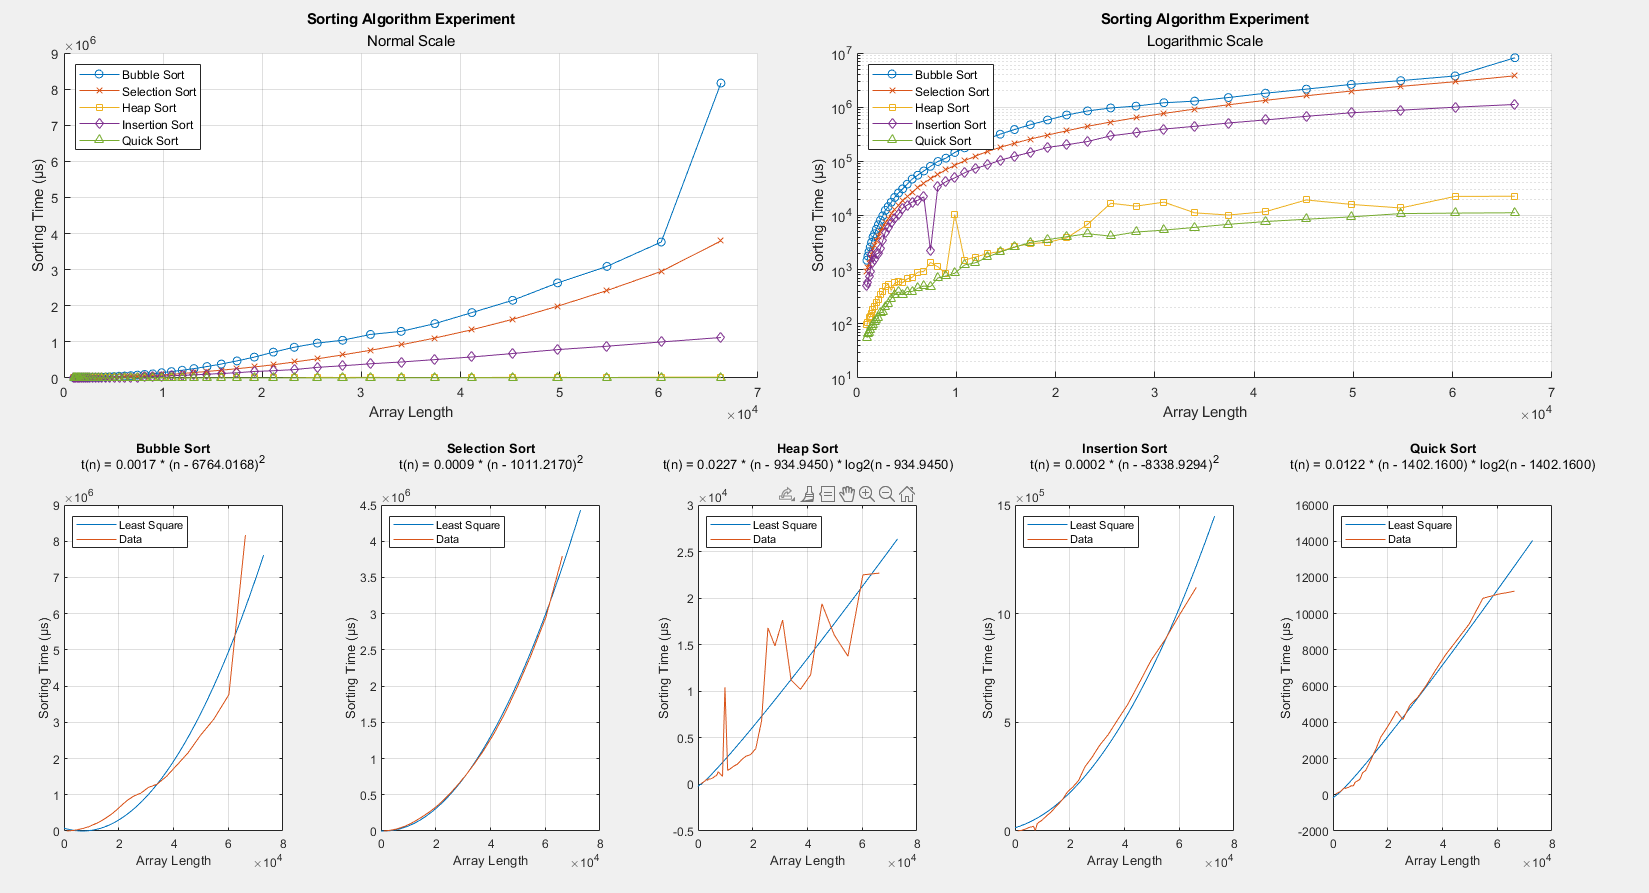 Sorting Algorithm Experiment
Normal Scale
×10^6
9
8
7
6
5
4
3
2
1
0
Sorting Time (µs)
Bubble Sort
Selection Sort
Heap Sort
Insertion Sort
Quick Sort
0 1 2 3 4 5 6 7
Array Length
×10^4
Sorting Algorithm Experiment
Logarithmic Scale
10^7
10^6
10^5
10^4
10^3
10^2
10^1
Sorting Time (µs)
Bubble Sort
Selection Sort
Heap Sort
Insertion Sort
Quick Sort
0 1 2 3 4 5 6 7
Array Length
×10^4
Bubble Sort
t(n) = 0.0017 * (n - 6764.0168)^2
×10^6
9
8
7
6
5
4
3
2
1
0
Sorting Time (µs)
Least Square
Data
0 2 4 6 8
Array Length
×10^4
Selection Sort
t(n) = 0.0009 * (n - 1011.2170)^2
×10^6
4.5
4
3.5
3
2.5
2
1.5
1
0.5
0
Sorting Time (µs)
Least Square
Data
0 2 4 6 8
Array Length
×10^4
Heap Sort
t(n) = 0.0227 * (n - 934.9450) * log2(n - 934.9450)
×10^4
3
2.5
2
1.5
1
0.5
0
-0.5
Sorting Time (µs)
Least Square
Data
0 2 4 6 8
Array Length
×10^4
Insertion Sort
t(n) = 0.0002 * (n - -8338.9294)^2
×10^5
15
10
5
0
Sorting Time (µs)
Least Square
Data
0 2 4 6 8
Array Length
×10^4
Quick Sort
t(n) = 0.0122 * (n - 1402.1600) * log2(n - 1402.1600)
16000
14000
12000
10000
8000
6000
4000
2000
0
-2000
Sorting Time (µs)
Least Square
Data
0 2 4 6 8
Array Length
×10^4